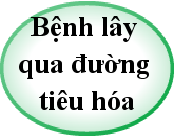 Bệnh lây
qua đường
tiêu hóa